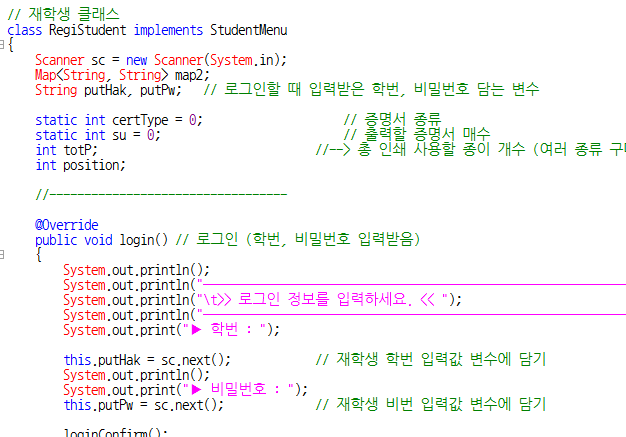 // 재학생 클래스
class RegiStudent implements StudentMenu
{
Scanner sc = new Scanner(System.in);
Map<String, String> map2;
String putHak, putPw; // 로그인할 때 입력받은 학번, 비밀번호 담는 변수
static int certType = 0; // 증명서 종류
static int su = 0; // 출력할 증명서 매수
int totP; //--> 총 인쇄 사용할 종이 개수 (여러 종류
int position;
//----------------------------------
@Override
public void login() // 로그인 (학번, 비밀번호 입력받음)
{
System.out.println();
System.out.println("────────────────────────────
System.out.println("\t>> 로그인 정보를 입력하세요. << ");
System.out.println("────────────────────────────
System.out.print("▶ 학번 : ");
this.putHak = sc.next(); // 재학생 학번 입력값 변수에 담기
System.out.println();
System.out.print("▶ 비밀번호 : ");
this.putPw = sc.next(); // 재학생 비번 입력값 변수에 담기
loginConfirm();